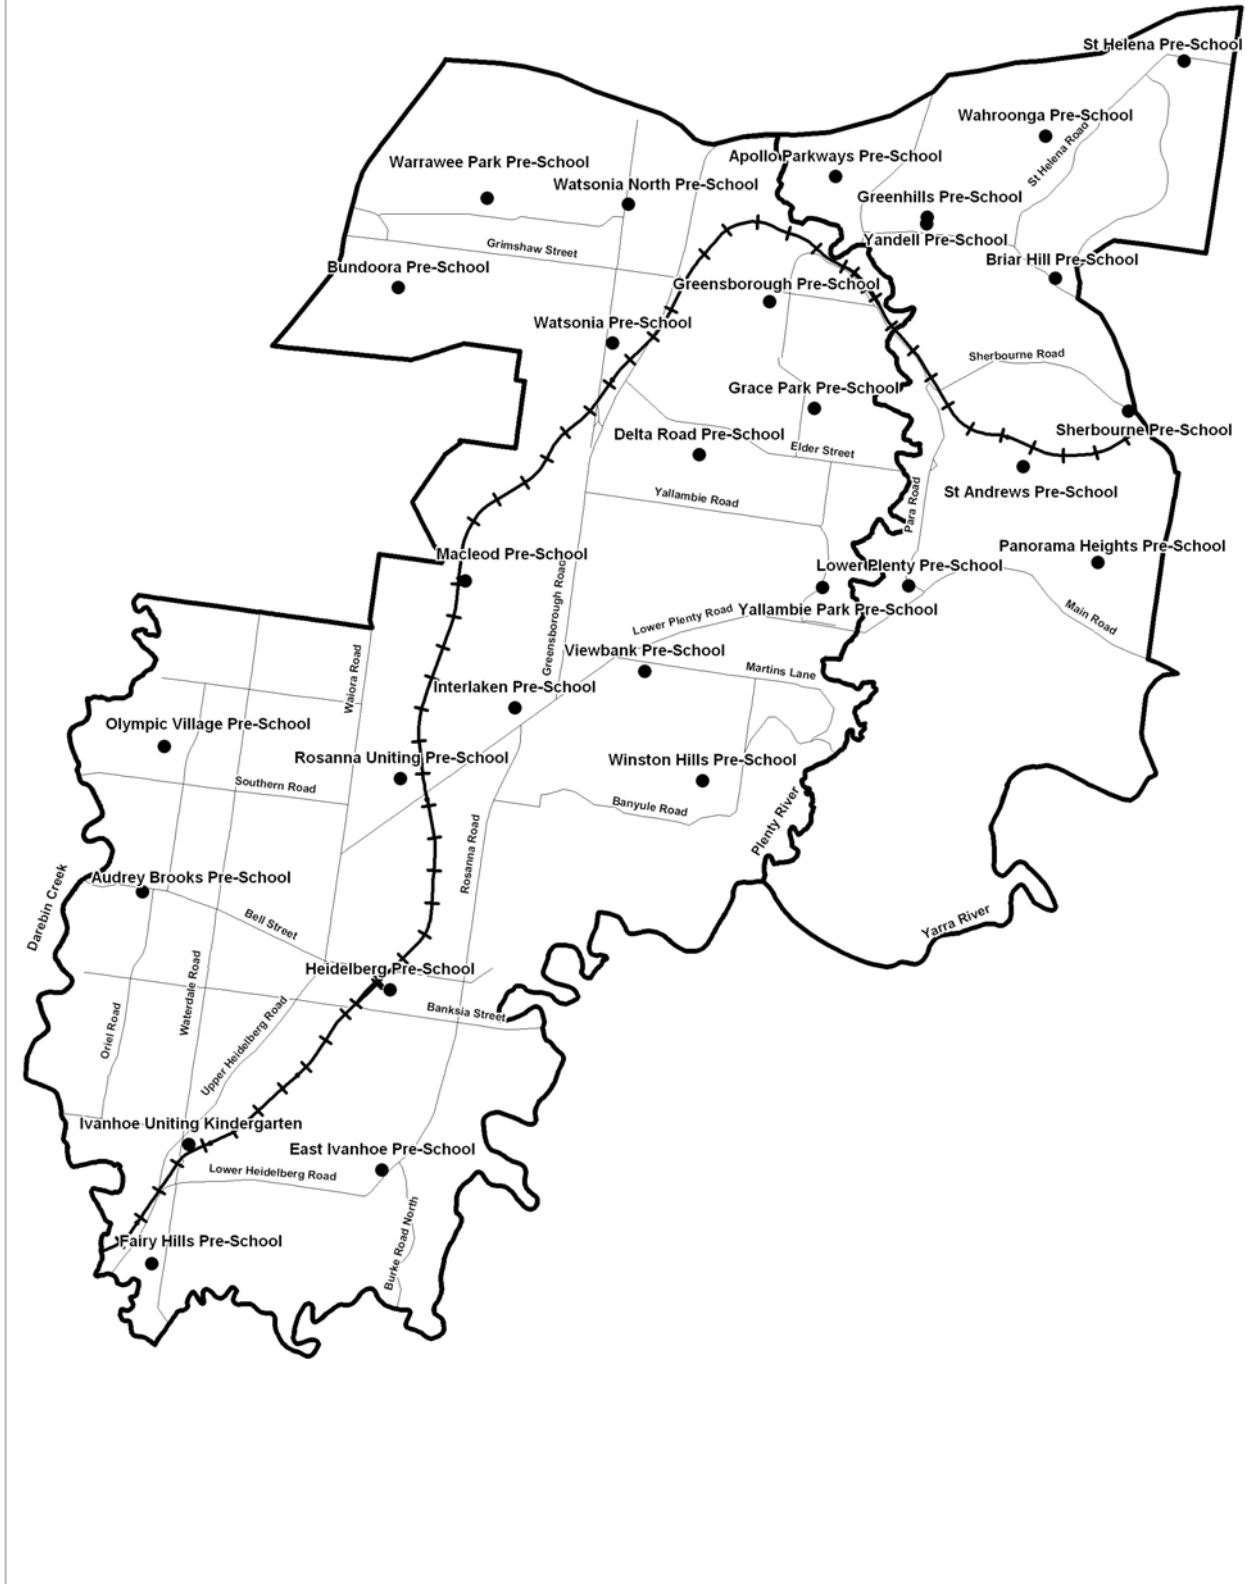 St Helena Pre-School
Wahroonga Pre-School
St Helena Road
Apollo Parkways Pre-School
Warrawee Park Pre-School
Watsonia North Pre-School
Greenhills Pre-School
Yandell Pre-School
Grimshaw Street
Briar Hill Pre-School
Bundoora Pre-School
Greensborough Pre-School
Watsonia Pre-School
Sherbourne Road
Grace Park Pre-School
Sherbourne Pre-School
Delta Road Pre-School
Elder Street
St Andrews Pre-School
Yallambie Road
Para Road
Panorama Heights Pre-School
Macleod Pre-School
Lower Plenty Pre-School
Greensborough Road
Yallambie Park Pre-School
Lower Plenty Road
Main Road
Viewbank Pre-School
Martins Lane
Waiora Road
Interlaken Pre-School
Olympic Village Pre-School
Rosanna Uniting Pre-School
Winston Hills Pre-School
Southern Road
Banyule Road
Plenty River
Rosanna Road
Audrey Brooks Pre-School
Darebin Creek
Bell Street
Yarra River
Heidelberg Pre-School
Waterdale Road
Banksia Street
Oriel Road
Upper Heidelberg Road
Ivanhoe Uniting Kindergarten
East Ivanhoe Pre-School
Lower Heidelberg Road
Burke Road North
Fairy Hills Pre-School